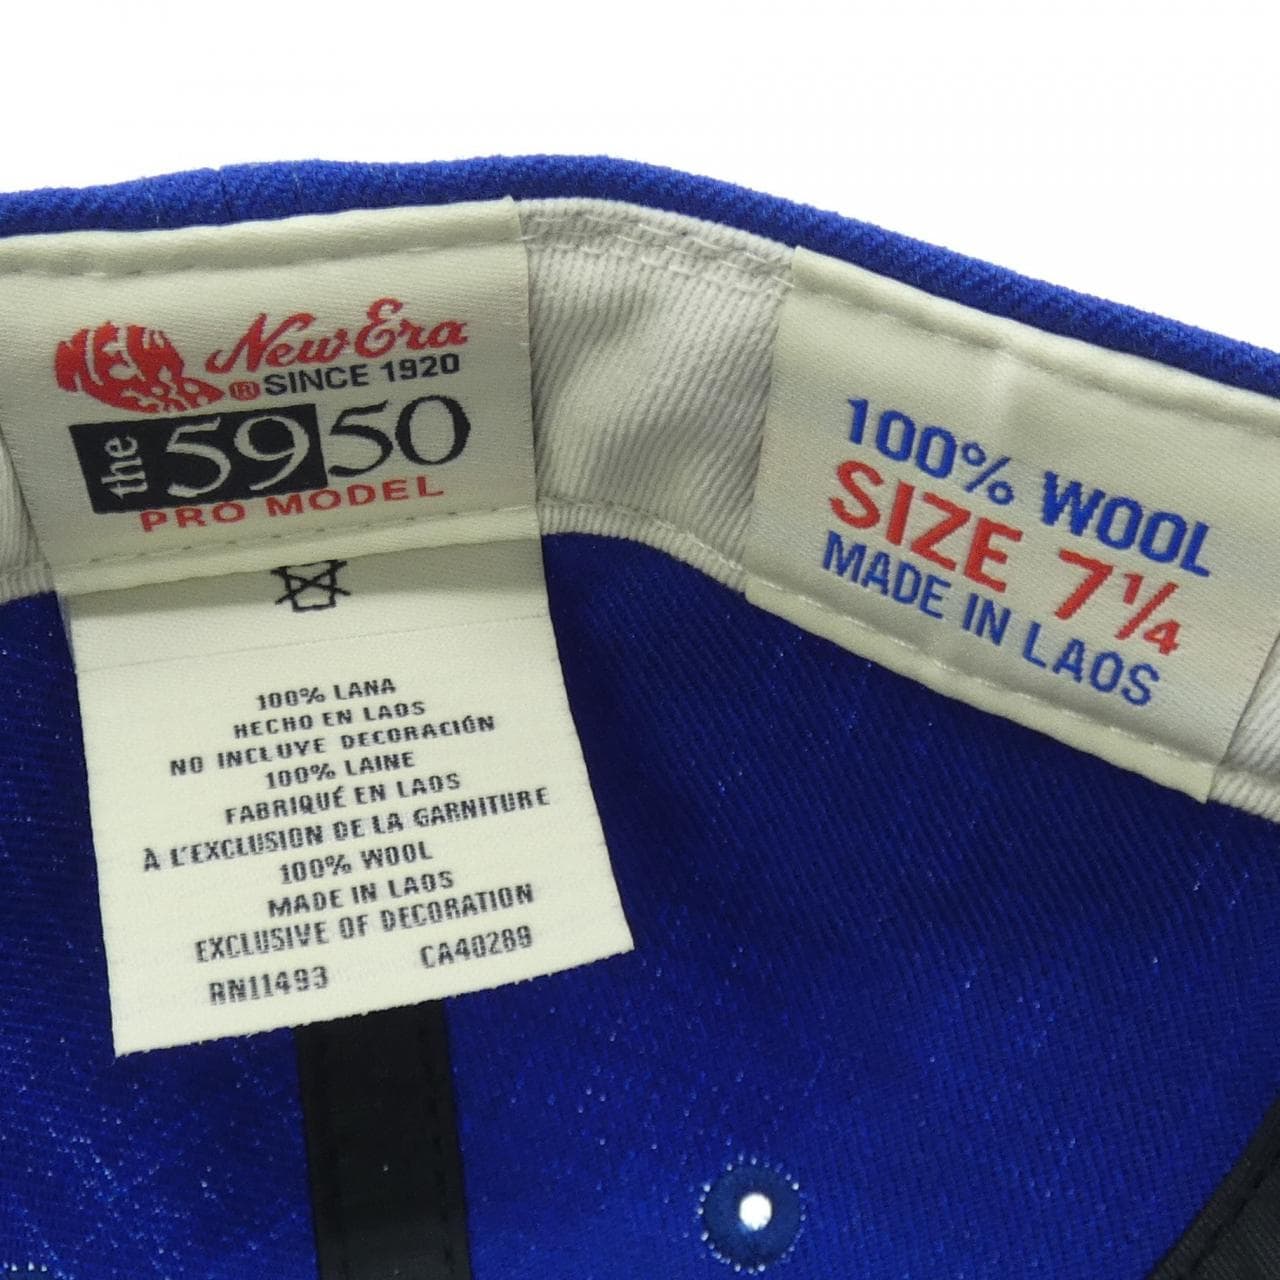 New Era
® SINCE 1920
the 5950
PRO MODEL
100% WOOL
SIZE 7¼
MADE IN LAOS
100% LANA
HECHO EN LAOS
NO INCLUYE DECORACIÓN
100% LAINE
FABRIQUÉ EN LAOS
À L'EXCLUSION DE LA GARNITURE
100% WOOL
MADE IN LAOS
EXCLUSIVE OF DECORATION
RN11493 CA40289